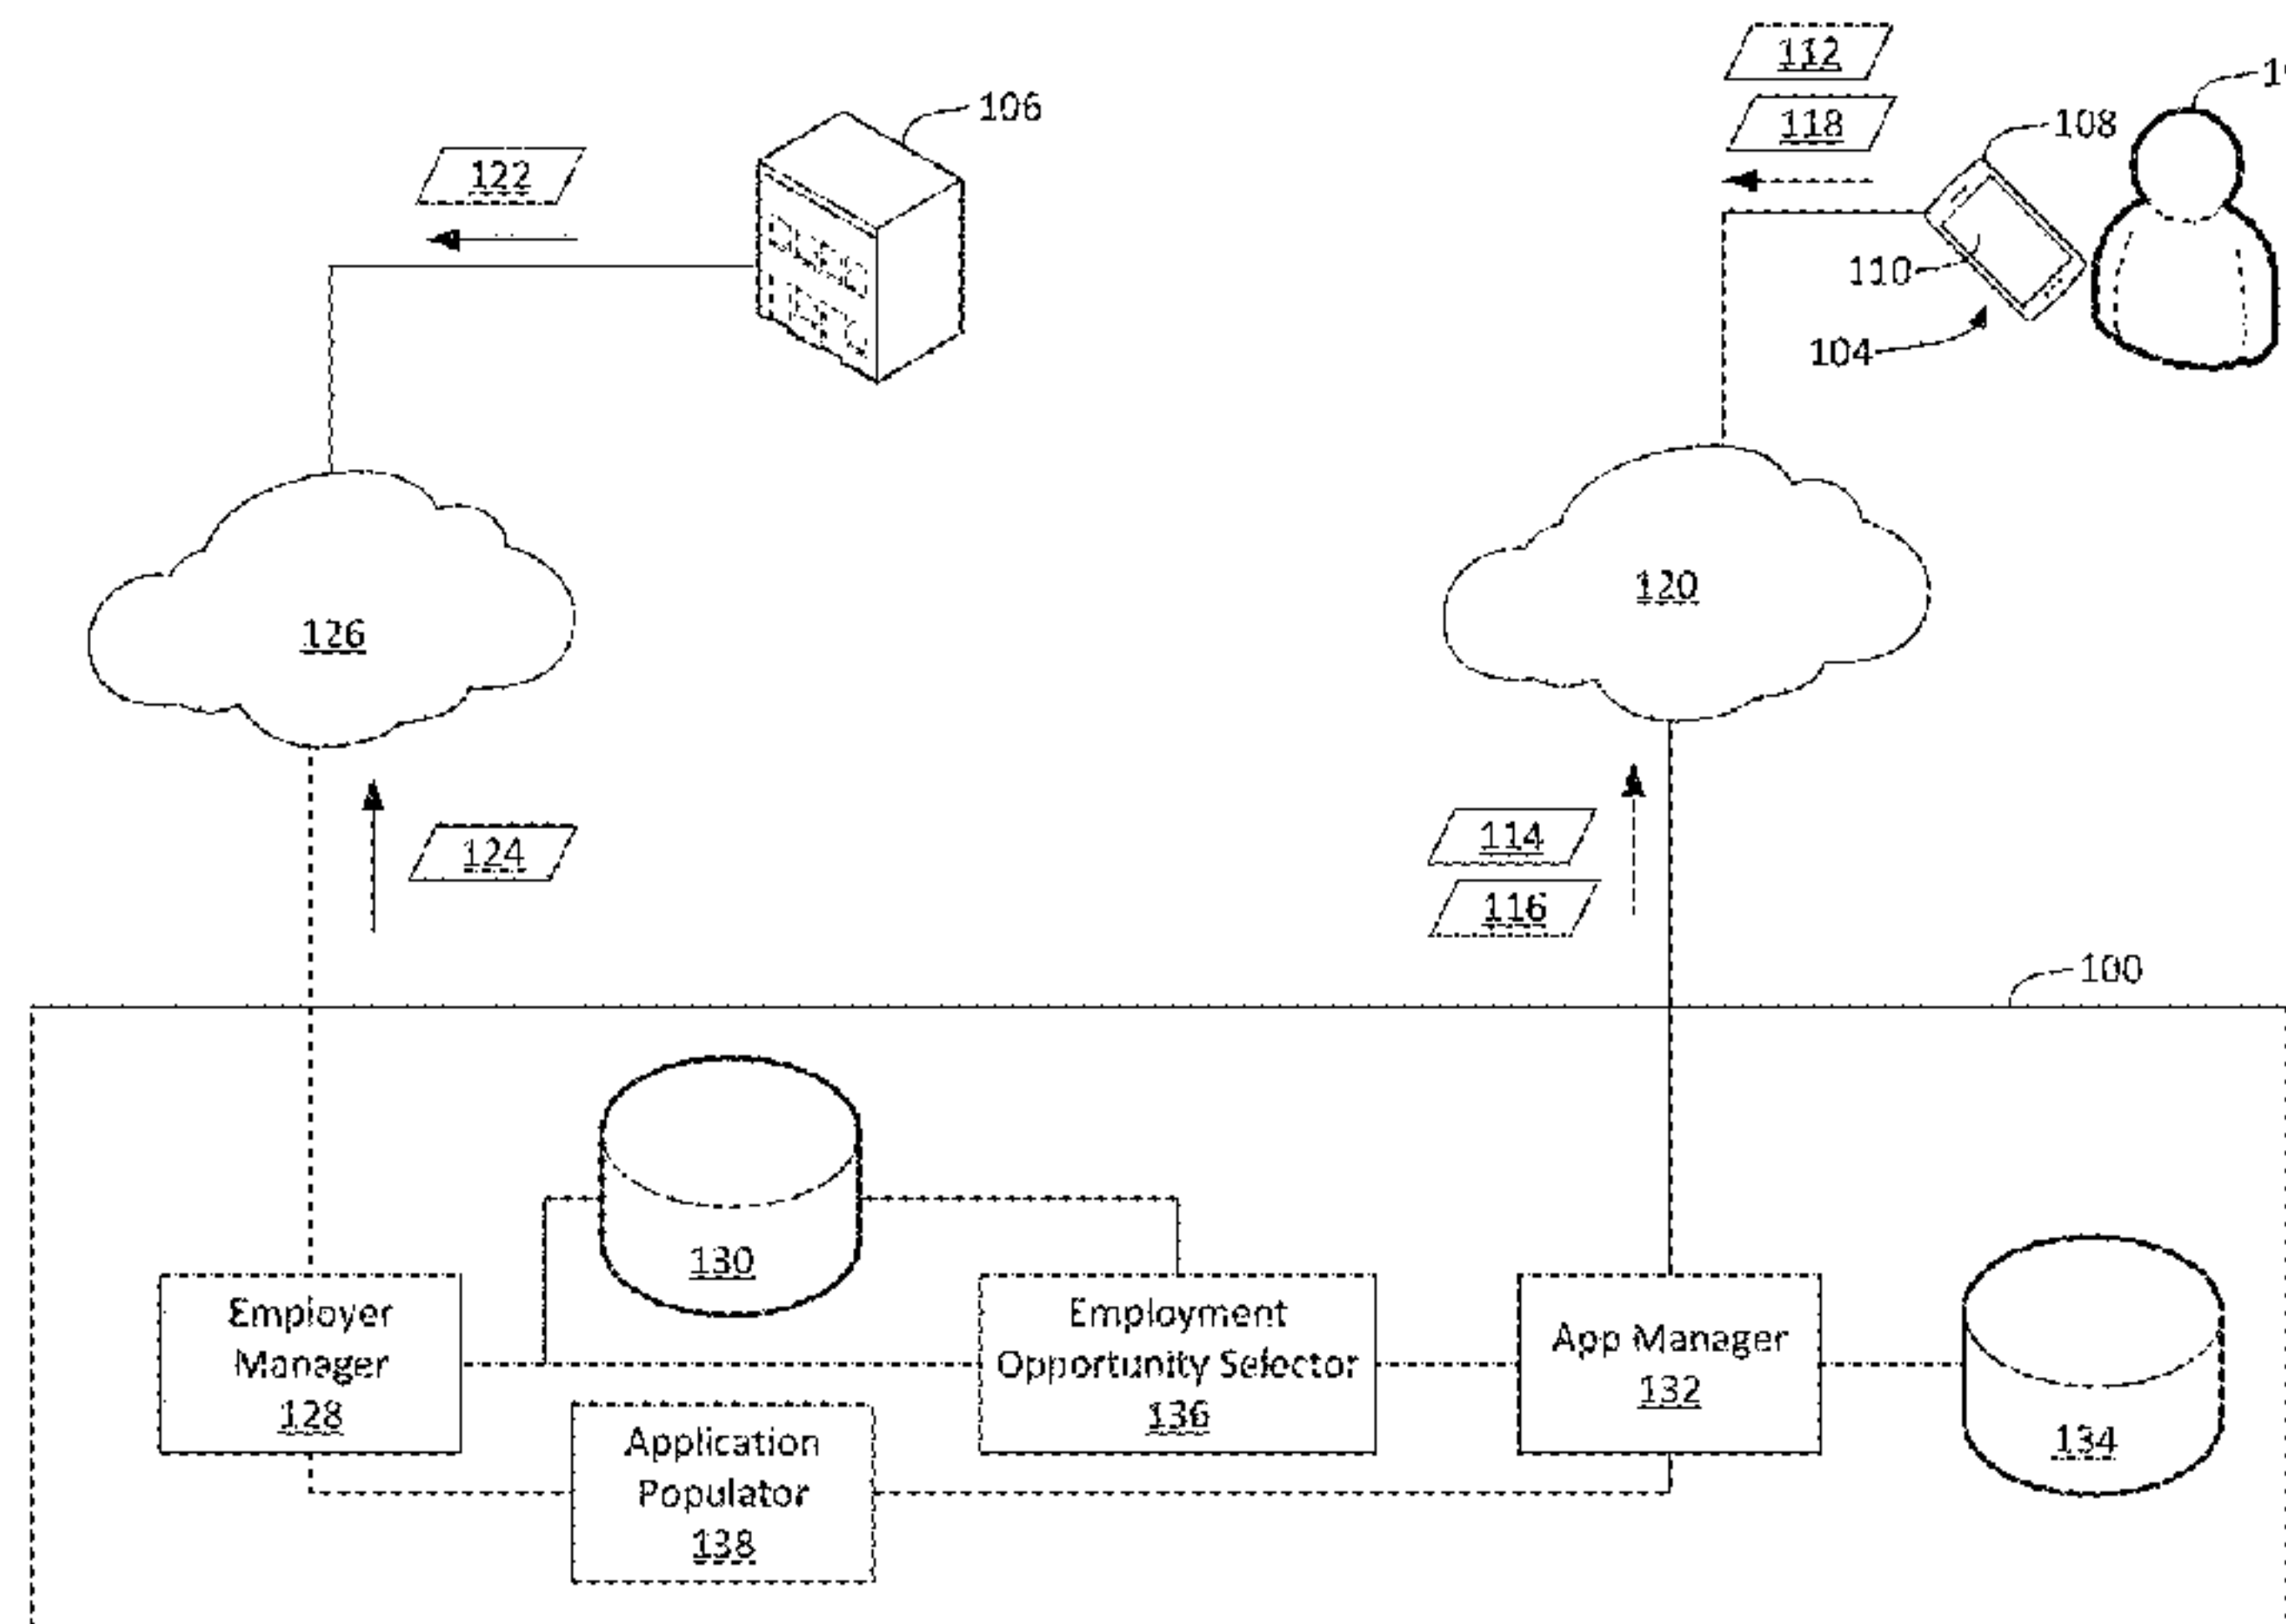 112
118
106
108
122
110
104
120
126
114
124
116
100
130
Employer
Manager
128
Employment
Opportunity Selector
136
App Manager
132
134
Application
Populator
138